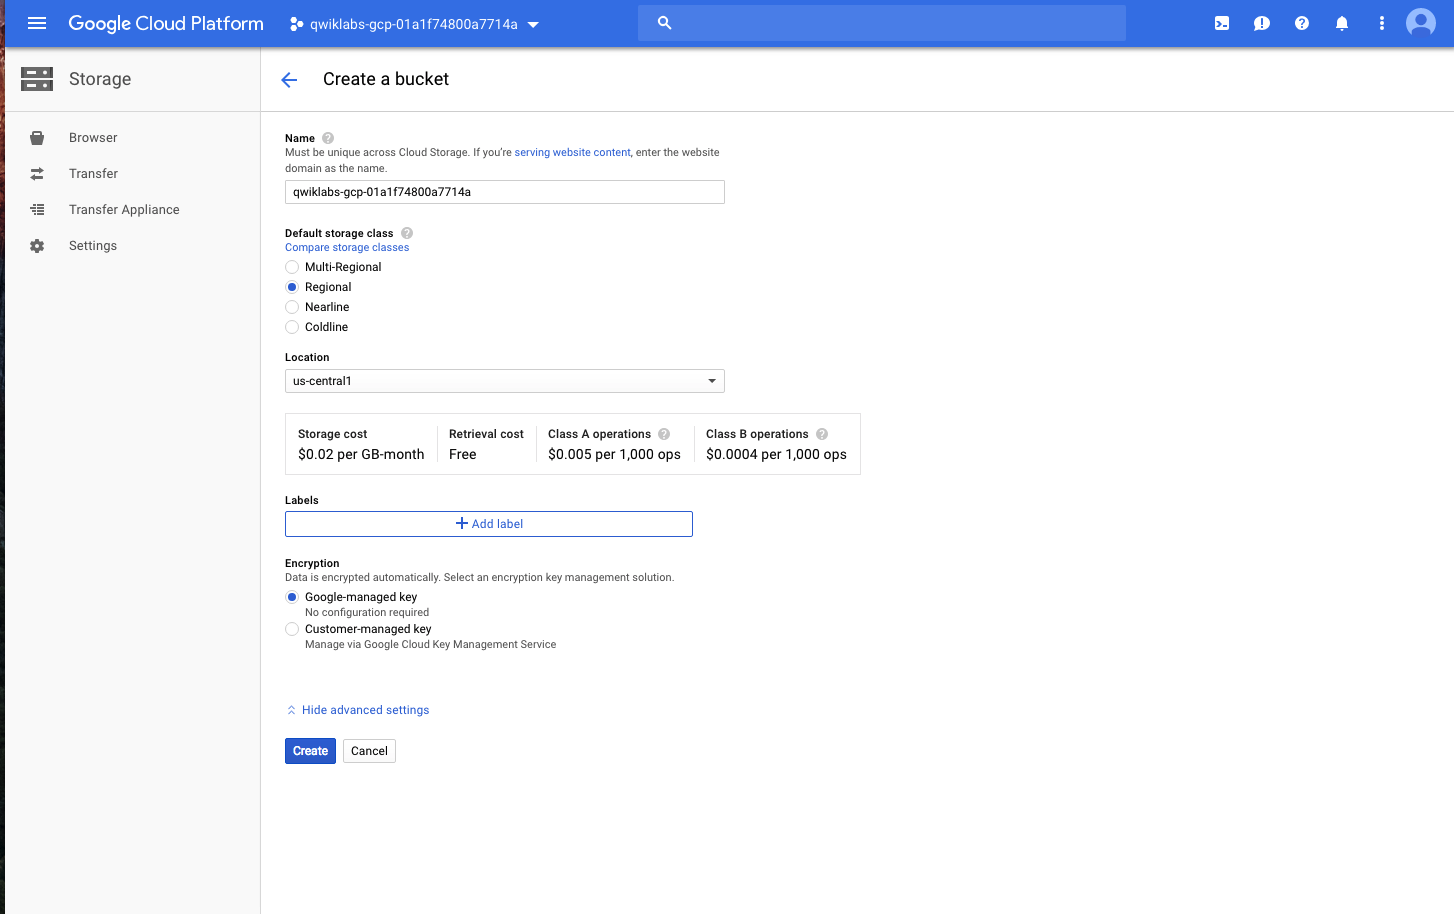 Google Cloud Platform
qwiklabs-gcp-01a1f74800a7714a
Storage
Create a bucket
Browser
Transfer
Transfer Appliance
Settings
Name
Must be unique across Cloud Storage. If you're serving website content, enter the website
domain as the name.
qwiklabs-gcp-01a1f74800a7714a
Default storage class
Compare storage classes
Multi-Regional
Regional
Nearline
Coldline
Location
us-central1
Storage cost Retrieval cost Class A operations Class B operations
$0.02 per GB-month Free $0.005 per 1,000 ops $0.0004 per 1,000 ops
Labels
Add label
Encryption
Data is encrypted automatically. Select an encryption key management solution.
Google-managed key
No configuration required
Customer-managed key
Manage via Google Cloud Key Management Service
Hide advanced settings
Create Cancel